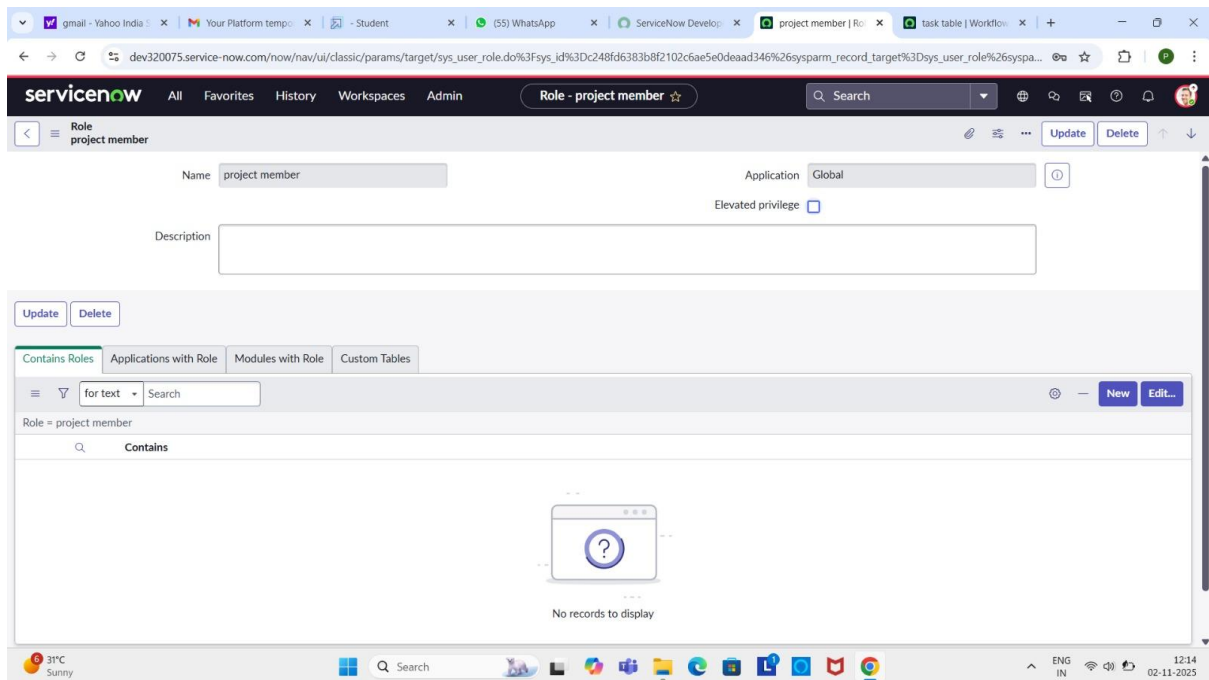 gmail - Yahoo India S
Your Platform tempo
- Student
(55) WhatsApp
ServiceNow Develop
project member | Ro
task table | Workflow
dev320075.service-now.com/now/nav/ui/classic/params/target/sys_user_role.do%3Fsys_id%3Dc248fd6383b8f2102c6ae5e0deaad346%26sysparm_record_target%3Dsys_user_role%26syspa...
P
servicenow All Favorites History Workspaces Admin Role - project member Search
Role
project member
Update Delete
Name project member
Application Global
Elevated privilege
Description
Update Delete
Contains Roles Applications with Role Modules with Role Custom Tables
for text Search New Edit...
Role = project member
Contains
?
No records to display
6 31°C
Sunny
Search
ENG
IN
12:14
02-11-2025